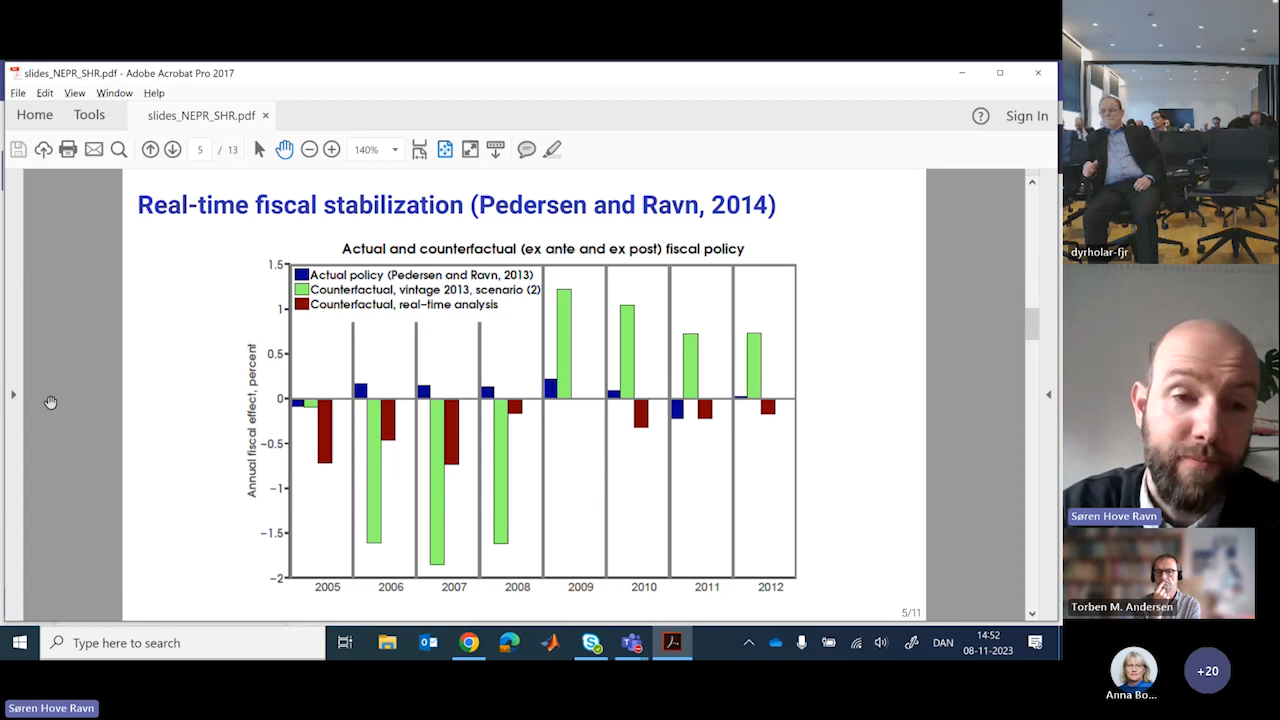 slides_NEPR_SHR.pdf - Adobe Acrobat Pro 2017
File Edit View Window Help
Home Tools slides_NEPR_SHR.pdf × Sign In
5 / 13 140%
Real-time fiscal stabilization (Pedersen and Ravn, 2014)
Actual and counterfactual (ex ante and ex post) fiscal policy
Actual policy (Pedersen and Ravn, 2013)
Counterfactual, vintage 2013, scenario (2)
Counterfactual, real-time analysis
Annual fiscal effect, percent
1.5
1
0.5
0
−0.5
−1
−1.5
−2
2005 2006 2007 2008 2009 2010 2011 2012
5/11
Type here to search
DAN
14:52
08-11-2023
dyrholar-fjr
Søren Hove Ravn
Torben M. Andersen
Anna Bo...
+20
Søren Hove Ravn